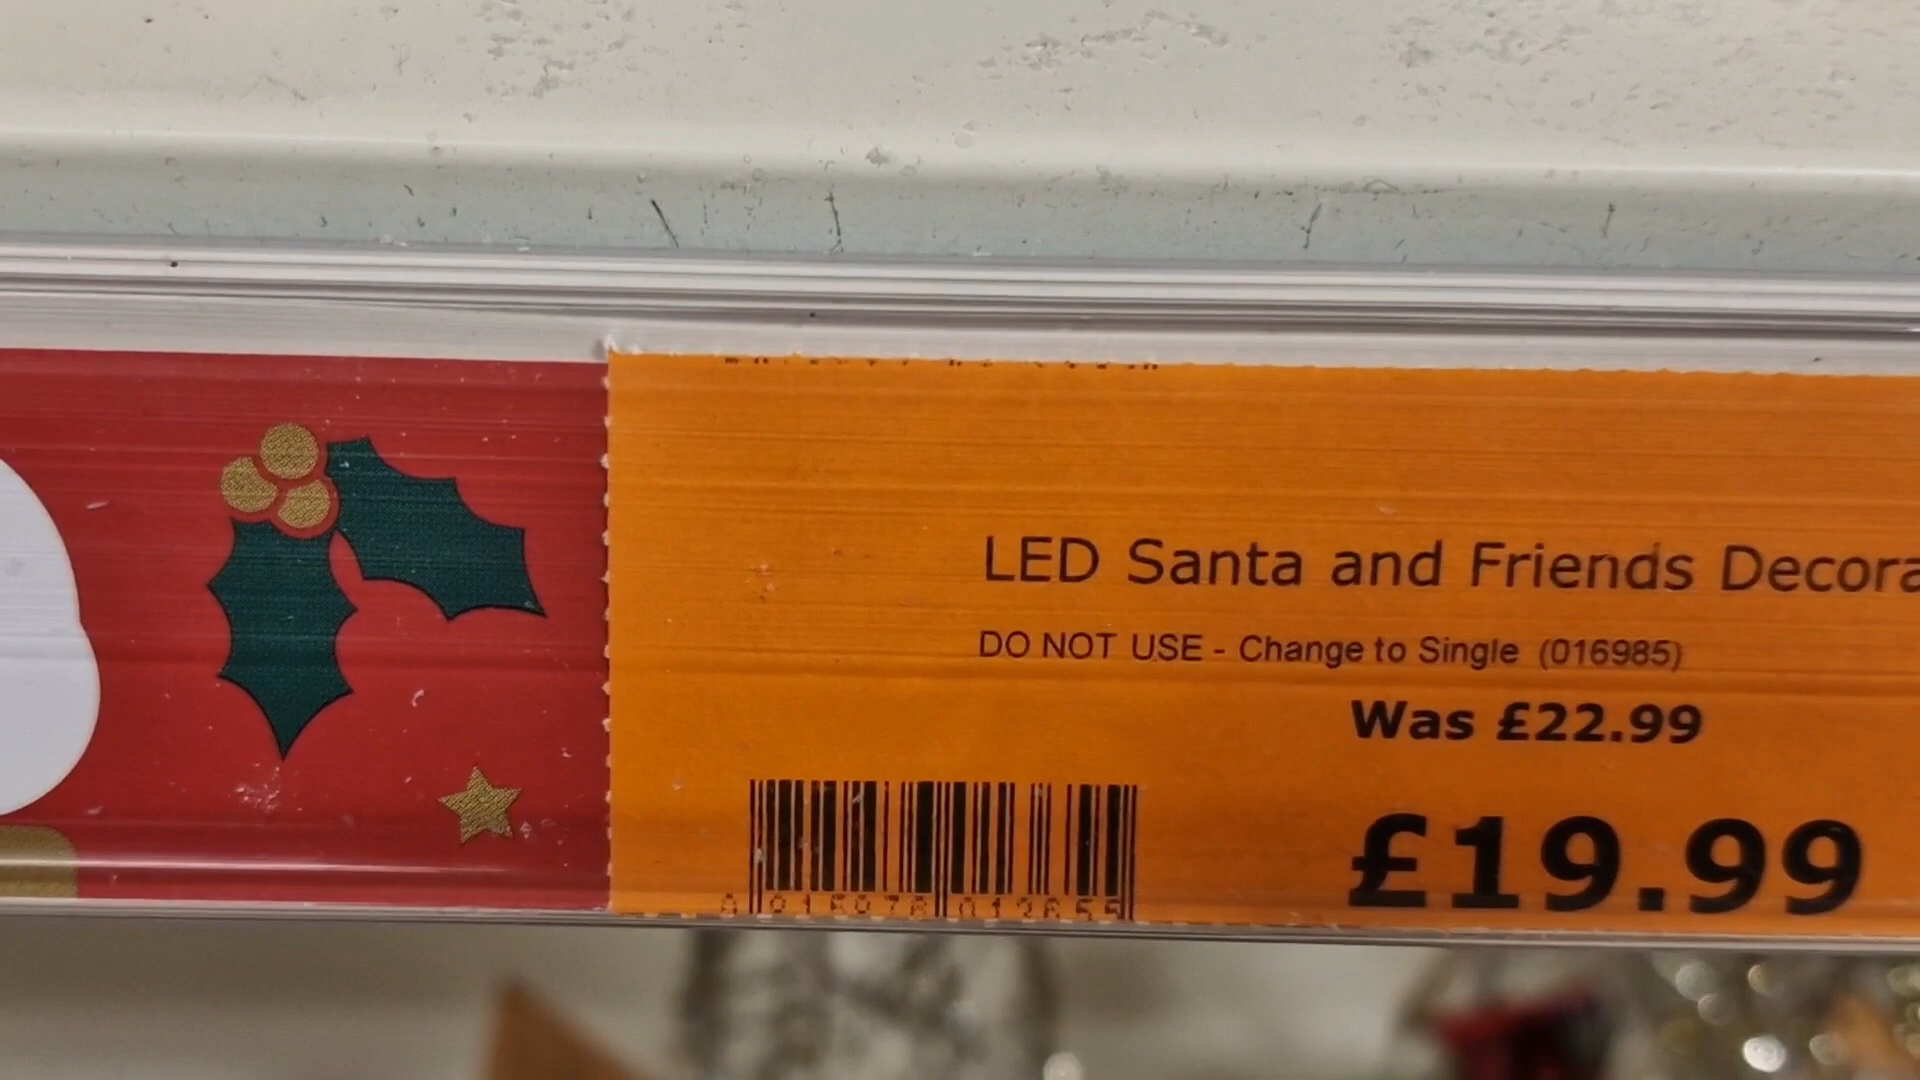 LED Santa and Friends Decora
DO NOT USE - Change to Single (016985)
Was £22.99
£19.99